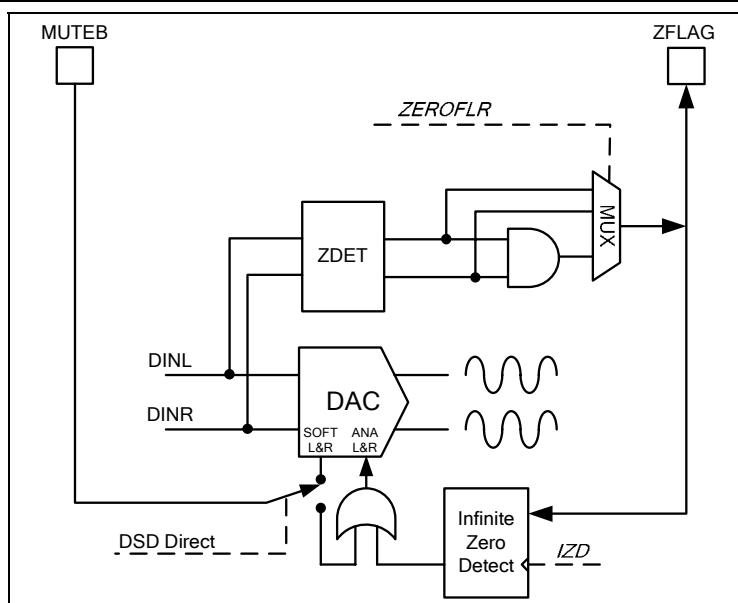 MUTEB
ZFLAG
ZEROFLR
ZDET
MUX
DINL
DAC
DINR
SOFT
L&R
ANA
L&R
Infinite
Zero
Detect
DSD Direct
IZD